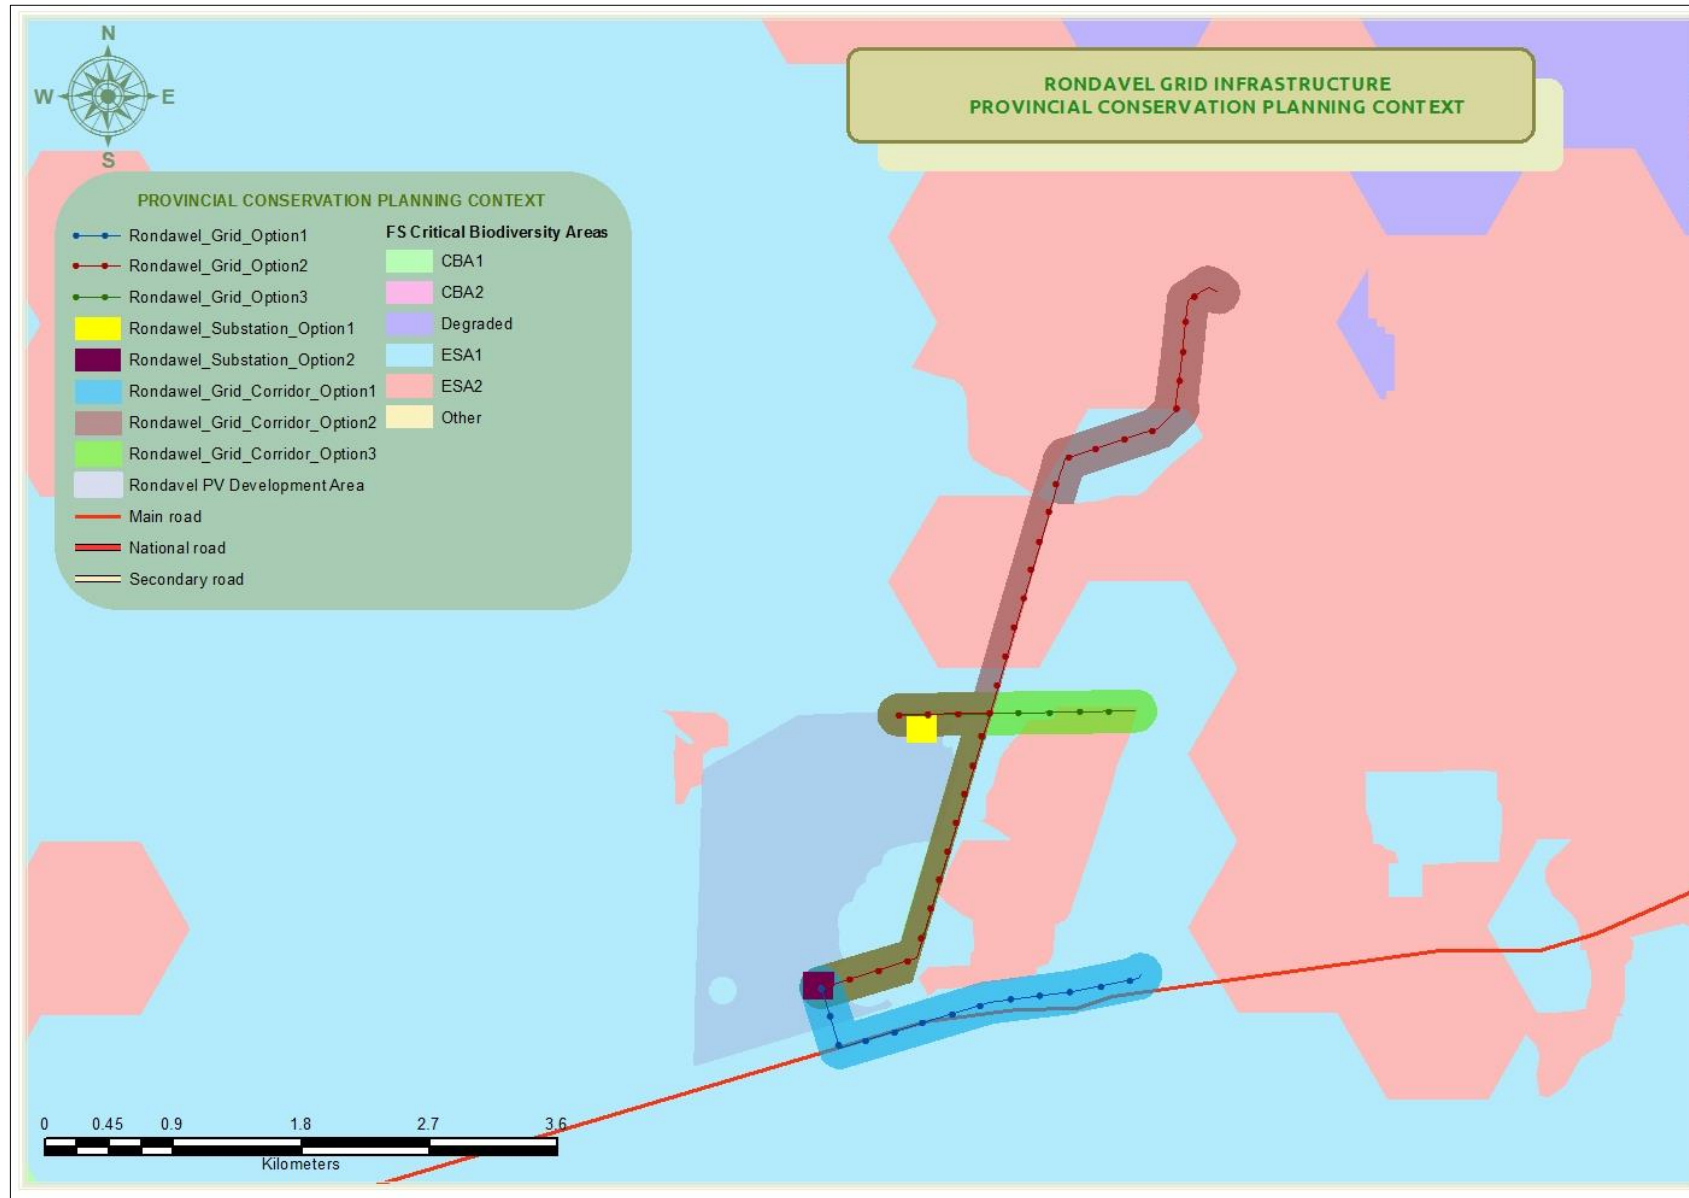 N
W E
S
RONDAVEL GRID INFRASTRUCTURE
PROVINCIAL CONSERVATION PLANNING CONTEXT
PROVINCIAL CONSERVATION PLANNING CONTEXT
Rondawel_Grid_Option1
Rondawel_Grid_Option2
Rondawel_Grid_Option3
Rondawel_Substation_Option1
Rondawel_Substation_Option2
Rondawel_Grid_Corridor_Option1
Rondawel_Grid_Corridor_Option2
Rondawel_Grid_Corridor_Option3
Rondavel PV Development Area
Main road
National road
Secondary road
FS Critical Biodiversity Areas
CBA1
CBA2
Degraded
ESA1
ESA2
Other
0 0.45 0.9 1.8 2.7 3.6
Kilometers